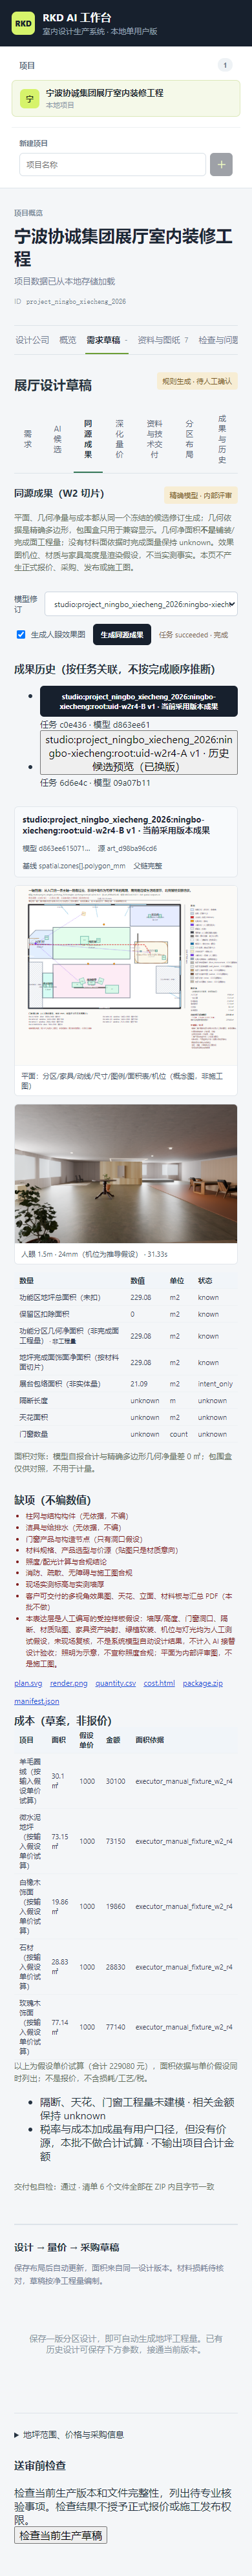 RKD
RKD AI 工作台
室内设计生产系统 · 本地单用户版
项目
1
宁
宁波协诚集团展厅室内装修工程
本地项目
新建项目
项目名称
+
项目概览
宁波协诚集团展厅室内装修工
程
项目数据已从本地存储加载
ID project_ningbo_xiecheng_2026
设计公司 概览 需求草稿 - 资料与图纸 7 检查与问题
展厅设计草稿
规则生成 · 待人工确认
需求
AI候选
同源成果
深化量价
资料与技术交付
分区布局
成果与历史
同源成果（W2 切片）
精确模型 · 内部评审
平面、几何净面积与成本都从同一个冻结的候选修订生成；几何依
据是精确多边形，包围盒只用于兼容显示。几何净面积不是铺装/
完成面工程量；没有材料面依据时完成面量保持 unknown。效果
图机位、材质与家具高度是渲染假设，不当实测事实。本页不产
生正式报价、采购、发布或施工图。
模型修订
studio:project_ningbo_xiecheng_2026:ningbo-xiech
生成人眼效果图
生成同源成果
任务 succeeded · 完成
成果历史（按任务关联，不按完成顺序推断）
studio:project_ningbo_xiecheng_2026:ningbo-
xiecheng:root:uid-w2r4-B v1 · 当前采用版本成果
任务 c0e436 · 模型 d863ee61
studio:project_ningbo_xiecheng_2026:nin
gbo-xiecheng:root:uid-w2r4-A v1 · 历史
候选预览（已换版）
任务 6d6e4c · 模型 09a07b11
studio:project_ningbo_xiecheng_2026:ningbo-
xiecheng:root:uid-w2r4-B v1 · 当前采用版本成果
模型 d863ee615071… 源 art_d98ba96cd6
基线 spatial.zones[].polygon_mm 父链完整
平面：分区/家具/动线/尺寸/图例/面积表/机位（概念图，非施工
图）
人眼 1.5m · 24mm（机位为推导假设） · 31.33s
数量 数值 单位 状态
功能区地坪总面积（未扣） 229.08 m2 known
保留区扣除面积 0 m2 known
功能分区几何净面积（非完成面工程量） · 非工程量 229.08 m2 known
地坪完成面饰面净面积（按材料面切片） 229.08 m2 known
展台包络面积（非实体量） 21.09 m2 intent_only
隔断长度 unknown m unknown
天花面积 unknown m2 unknown
门窗数量 unknown count unknown
面积对账：模型自报合计与精确多边形几何净量差 0 ㎡；包围盒
仅供对照，不用于计量。
缺项（不编数值）
柱网与结构构件（无依据，不编）
洁具与给排水（无依据，不编）
门窗产品与构造节点（只有洞口假设）
材料规格、产品选型与价源（贴图只是材质意向）
照度/配光计算与合规结论
消防、疏散、无障碍与施工图合规
现场实测标高与实测墙厚
客户可交付的多视角效果图、天花、立面、材料板与汇总 PDF（本
批不做）
本表达层是人工编写的受控样板假设：墙厚/高度、门窗洞口、隔
断、材质贴图、家具资产映射、绿植软装、机位与灯光均为人工测
试假设，未现场复核，不是系统模型自动设计结果，不计入 AI 接替
设计验收；照明为示意，不宣称照度合规；平面为内部评审图，不
是施工图。
plan.svg render.png quantity.csv cost.html package.zip
manifest.json
成本（草案，非报价）
项目 面积 假设单价 金额 面积依据
羊毛圈绒（按输入假设单价试算） 30.1 ㎡ 1000 30100 executor_manual_fixture_w2_r4
微水泥地坪（按输入假设单价试算） 73.15 ㎡ 1000 73150 executor_manual_fixture_w2_r4
白橡木饰面（按输入假设单价试算） 19.86 ㎡ 1000 19860 executor_manual_fixture_w2_r4
石材（按输入假设单价试算） 28.83 ㎡ 1000 28830 executor_manual_fixture_w2_r4
玫瑰木饰面（按输入假设单价试算） 77.14 ㎡ 1000 77140 executor_manual_fixture_w2_r4
以上为假设单价试算（合计 229080 元），面积依据与单价假设同
时列出；不是报价，不含损耗/工艺/税。
隔断、天花、门窗工程量未建模 · 相关金额
保持 unknown
税率与成本加成虽有用户口径，但没有价
源，本批不做合计试算 · 不输出项目合计金
额
交付包自检：通过 · 清单 6 个文件全部在 ZIP 内且字节一致
设计 → 量价 → 采购草稿
保存布局后自动更新，面积来自同一设计版本。材料损耗待核
对，草稿按净工程量编制。
保存一版分区设计，即可自动生成地坪工程量。已有
历史设计可保存下方参数，接通当前版本。
地坪范围、价格与采购信息
送审前检查
检查当前生产版本和文件完整性，列出待专业核
验事项。检查结果不授予正式报价或施工发布权
限。
检查当前生产草稿